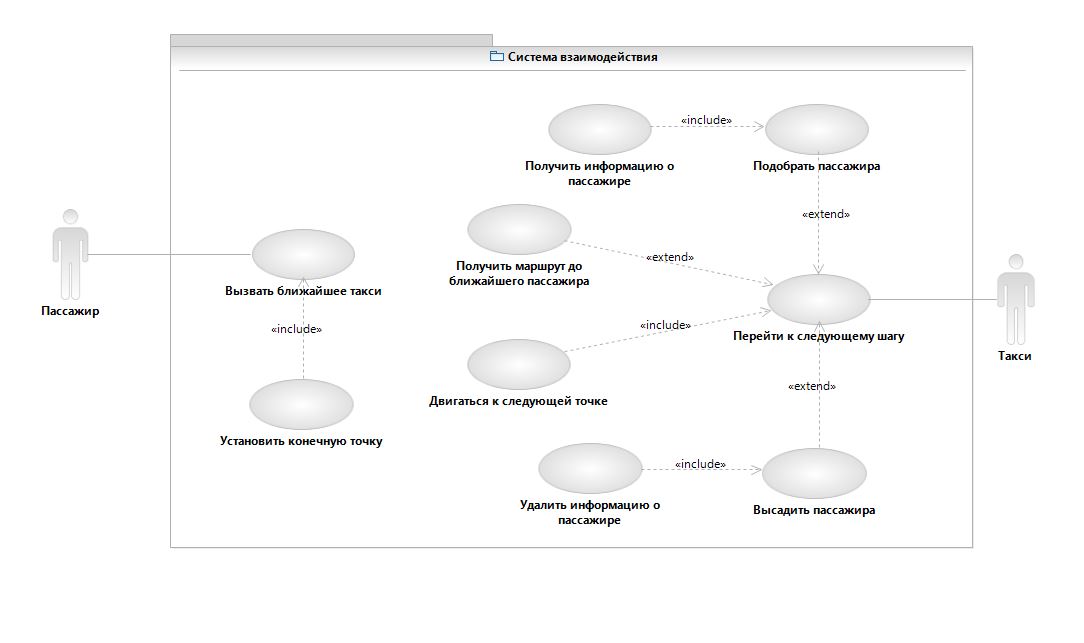 Система взаимодействия
«include»
Получить информацию о
пассажире
Подобрать пассажира
«extend»
Получить маршрут до
ближайшего пассажира
«extend»
Вызвать ближайшее такси
Пассажир
«include»
«include»
Перейти к следующему шагу
Такси
Двигаться к следующей точке
«extend»
Установить конечную точку
«include»
Удалить информацию о
пассажире
Высадить пассажира